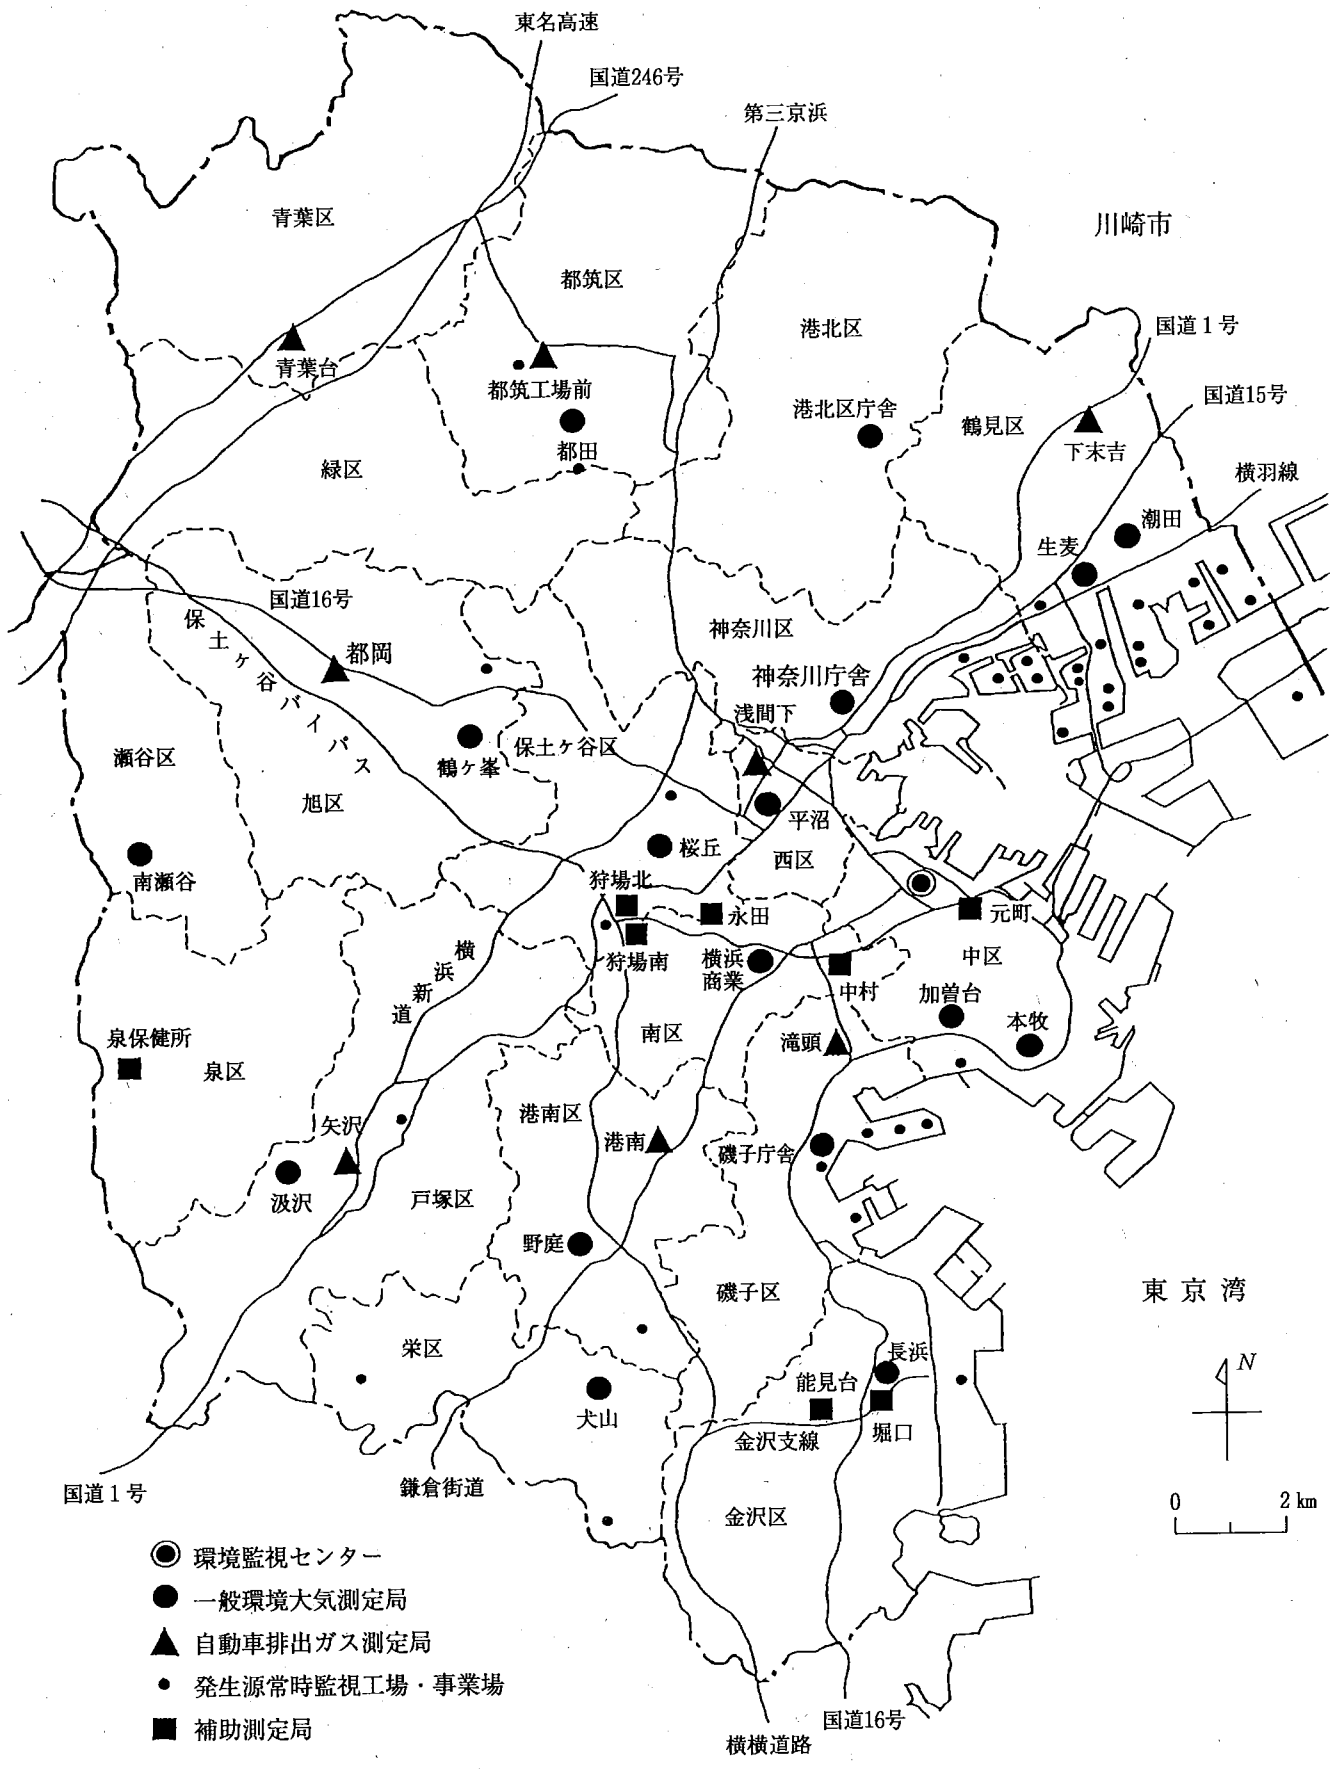 東名高速
国道246号
第三京浜
青葉区
川崎市
都筑区
港北区
国道1号
青葉台
都筑工場前
国道15号
港北区庁舎
鶴見区
下末吉
都田
緑区
横羽線
潮田
生麦
国道16号
保土ヶ谷バイパス
神奈川区
都岡
神奈川庁舎
浅間下
瀬谷区
鶴ヶ峯
保土ヶ谷区
旭区
平沼
桜丘
西区
南瀬谷
狩場北
永田
元町
横浜新道
狩場南
横浜
商業
中区
中村
加曽台
本牧
泉保健所
泉区
南区
滝頭
港南区
矢沢
港南
磯子庁舎
汲沢
戸塚区
野庭
磯子区
東京湾
栄区
長浜
能見台
N
犬山
金沢支線
堀口
国道1号
鎌倉街道
金沢区
0 2km
環境監視センター
一般環境大気測定局
自動車排出ガス測定局
発生源常時監視工場・事業場
補助測定局
国道16号
横横道路